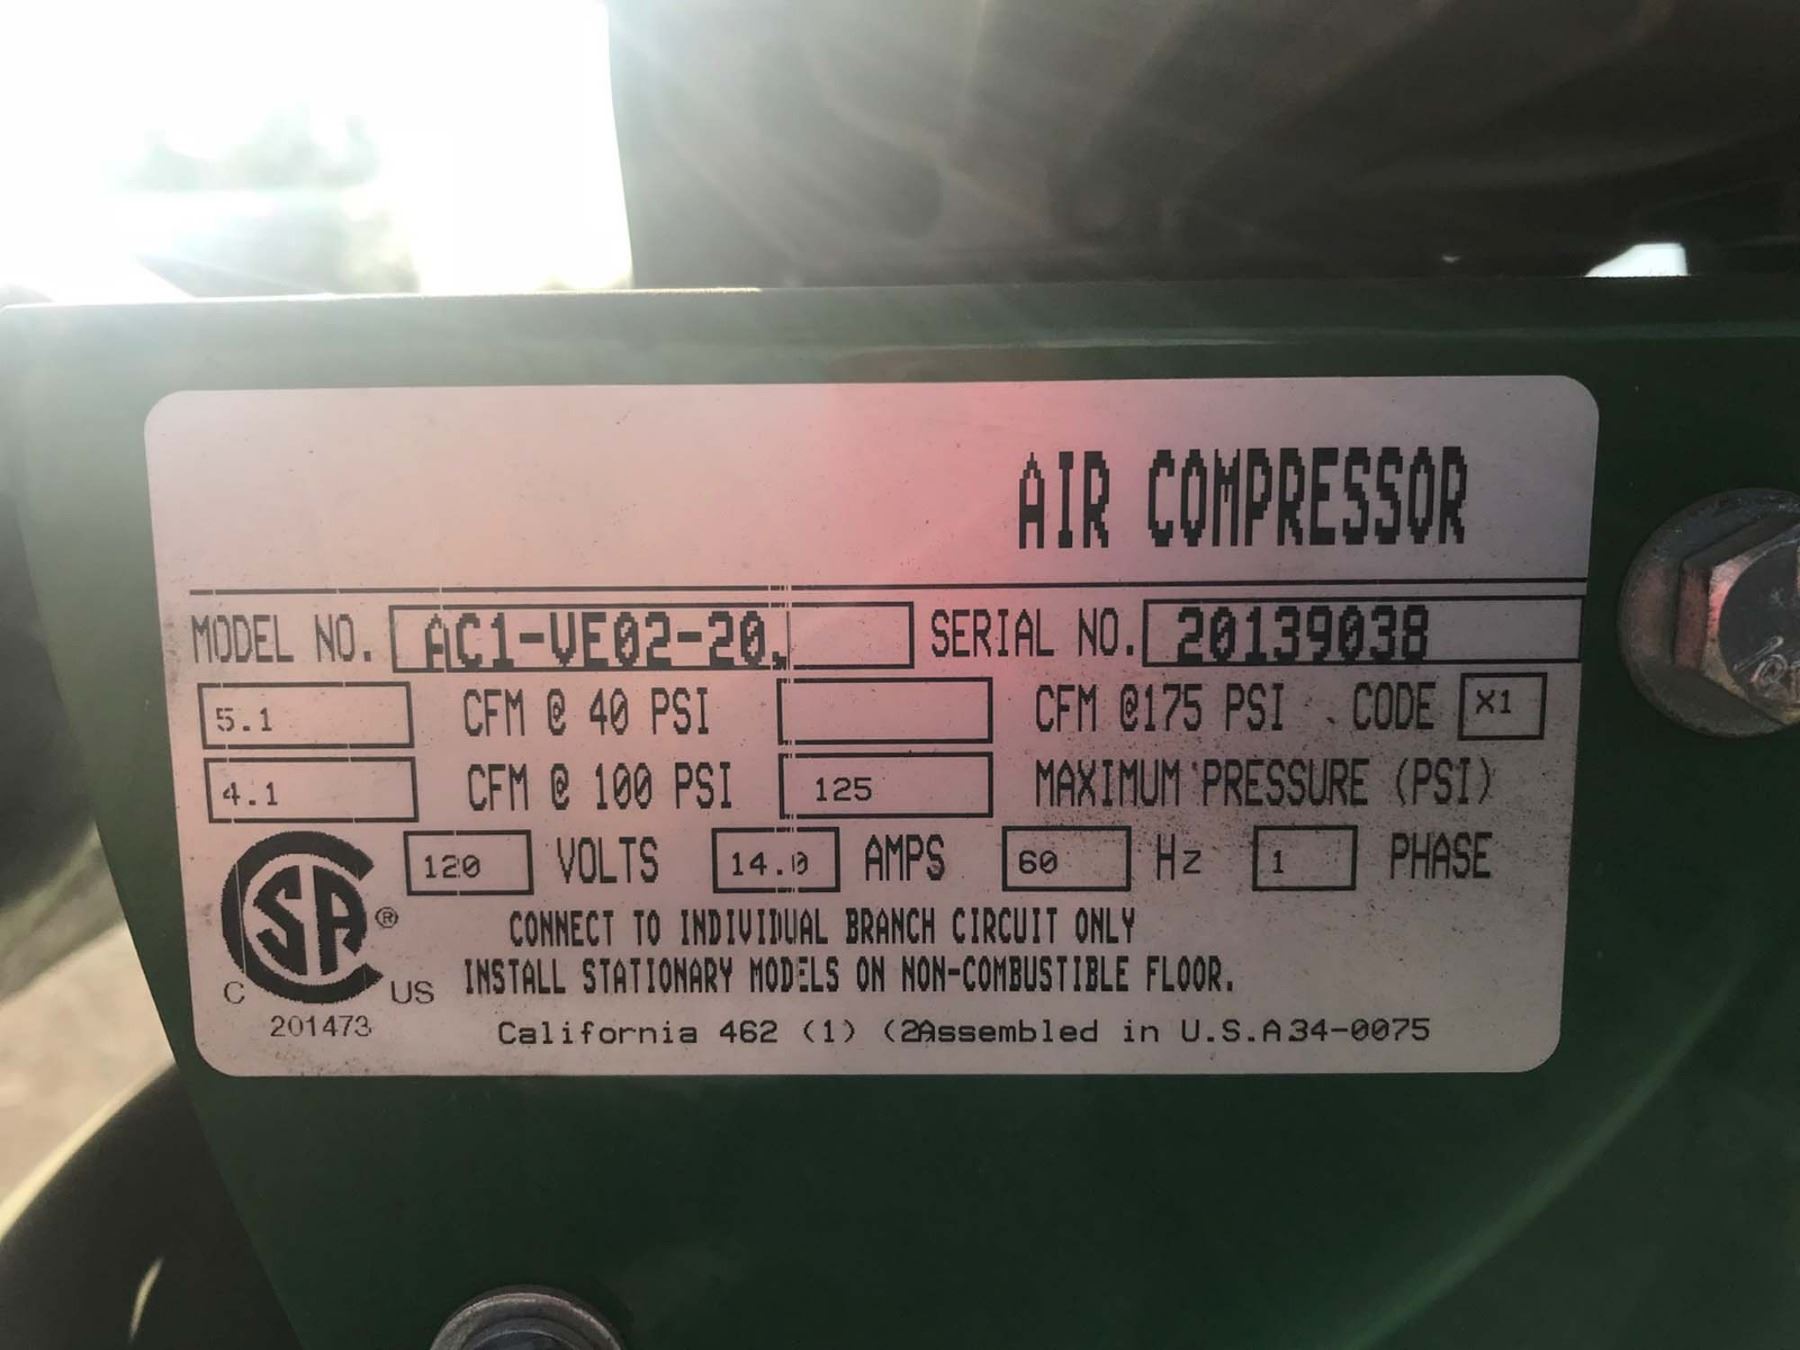 AIR COMPRESSOR
MODEL NO. AC1-VE02-20. SERIAL NO. 20139038
5.1 CFM @ 40 PSI CFM @175 PSI CODE X1
4.1 CFM @ 100 PSI 125 MAXIMUM PRESSURE (PSI)
120 VOLTS 14.0 AMPS 60 Hz 1 PHASE
CONNECT TO INDIVIDUAL BRANCH CIRCUIT ONLY
INSTALL STATIONARY MODELS ON NON-COMBUSTIBLE FLOOR.
CSA ®
C US
201473
California 462 (1) (2Assembled in U.S.A34-0075